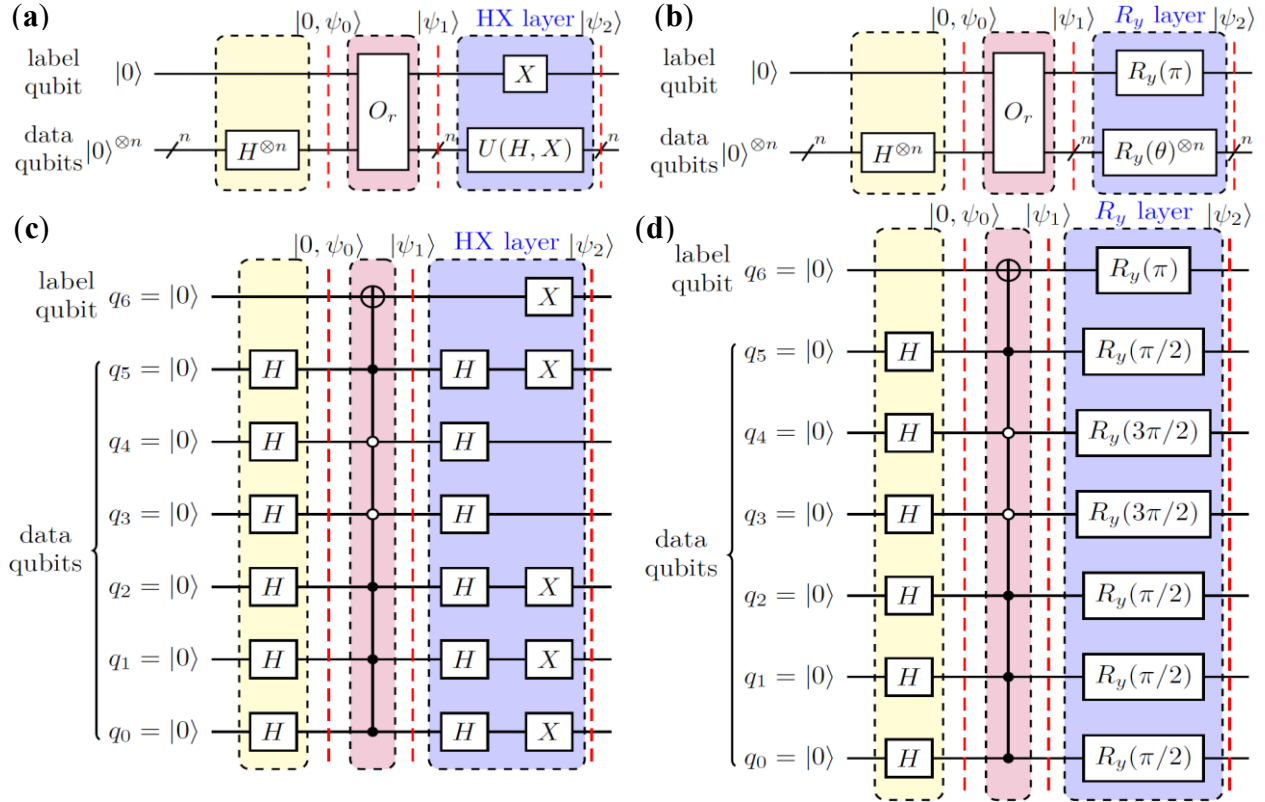 (a)
|0, ψ₀⟩ |ψ₁⟩ HX layer |ψ₂⟩
label
qubit
|0⟩ X
Oᵣ
data
qubits
|0⟩^{⊗n} n H^{⊗n} n U(H, X) n
(b)
|0, ψ₀⟩ |ψ₁⟩ R_y layer |ψ₂⟩
label
qubit
|0⟩ R_y(π)
Oᵣ
data
qubits
|0⟩^{⊗n} n H^{⊗n} n R_y(θ)^{⊗n} n
(c)
|0, ψ₀⟩ |ψ₁⟩ HX layer |ψ₂⟩
label
qubit
q₆ = |0⟩ X
q₅ = |0⟩ H H X
q₄ = |0⟩ H H
q₃ = |0⟩ H H
data
qubits
q₂ = |0⟩ H H X
q₁ = |0⟩ H H X
q₀ = |0⟩ H H X
(d)
|0, ψ₀⟩ |ψ₁⟩ R_y layer |ψ₂⟩
label
qubit
q₆ = |0⟩ R_y(π)
q₅ = |0⟩ H R_y(π/2)
q₄ = |0⟩ H R_y(3π/2)
q₃ = |0⟩ H R_y(3π/2)
data
qubits
q₂ = |0⟩ H R_y(π/2)
q₁ = |0⟩ H R_y(π/2)
q₀ = |0⟩ H R_y(π/2)